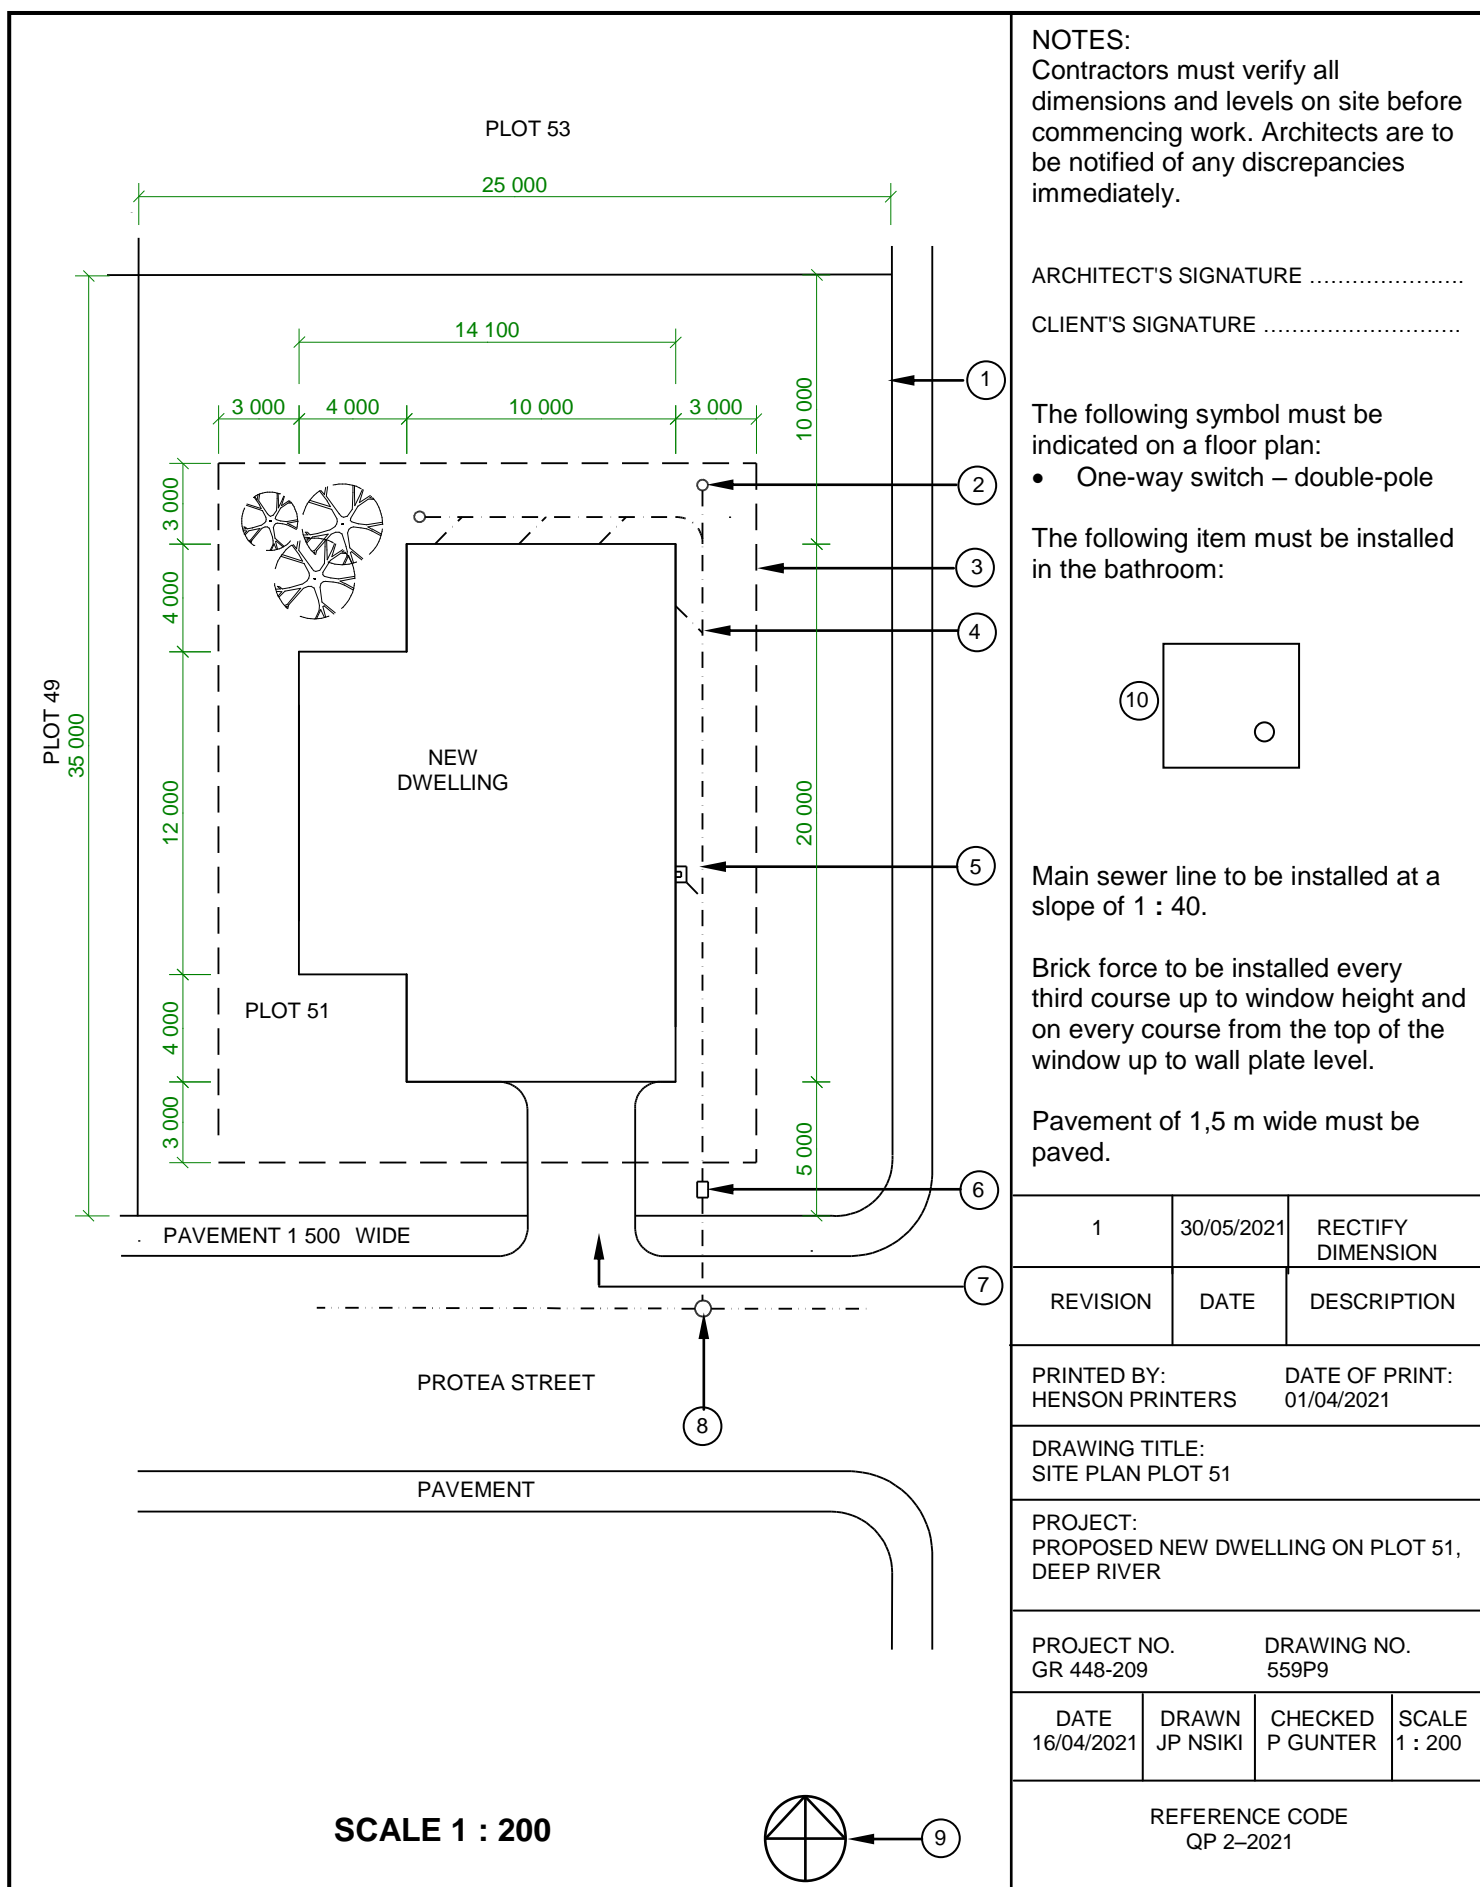 PLOT 53
25 000
14 100
3 000
4 000
10 000
3 000
10 000
3 000
4 000
12 000
4 000
3 000
PLOT 49
35 000
20 000
5 000
NEW
DWELLING
PLOT 51
PAVEMENT 1 500 WIDE
PROTEA STREET
PAVEMENT
1
2
3
4
5
6
7
8
9
SCALE 1 : 200
NOTES:
Contractors must verify all
dimensions and levels on site before
commencing work. Architects are to
be notified of any discrepancies
immediately.
ARCHITECT'S SIGNATURE ......................
CLIENT'S SIGNATURE ............................
The following symbol must be
indicated on a floor plan:
• One-way switch – double-pole
The following item must be installed
in the bathroom:
10
Main sewer line to be installed at a
slope of 1 : 40.
Brick force to be installed every
third course up to window height and
on every course from the top of the
window up to wall plate level.
Pavement of 1,5 m wide must be
paved.
1 30/05/2021 RECTIFY
DIMENSION
REVISION DATE DESCRIPTION
PRINTED BY: DATE OF PRINT:
HENSON PRINTERS 01/04/2021
DRAWING TITLE:
SITE PLAN PLOT 51
PROJECT:
PROPOSED NEW DWELLING ON PLOT 51,
DEEP RIVER
PROJECT NO. DRAWING NO.
GR 448-209 559P9
DATE DRAWN CHECKED SCALE
16/04/2021 JP NSIKI P GUNTER 1 : 200
REFERENCE CODE
QP 2–2021